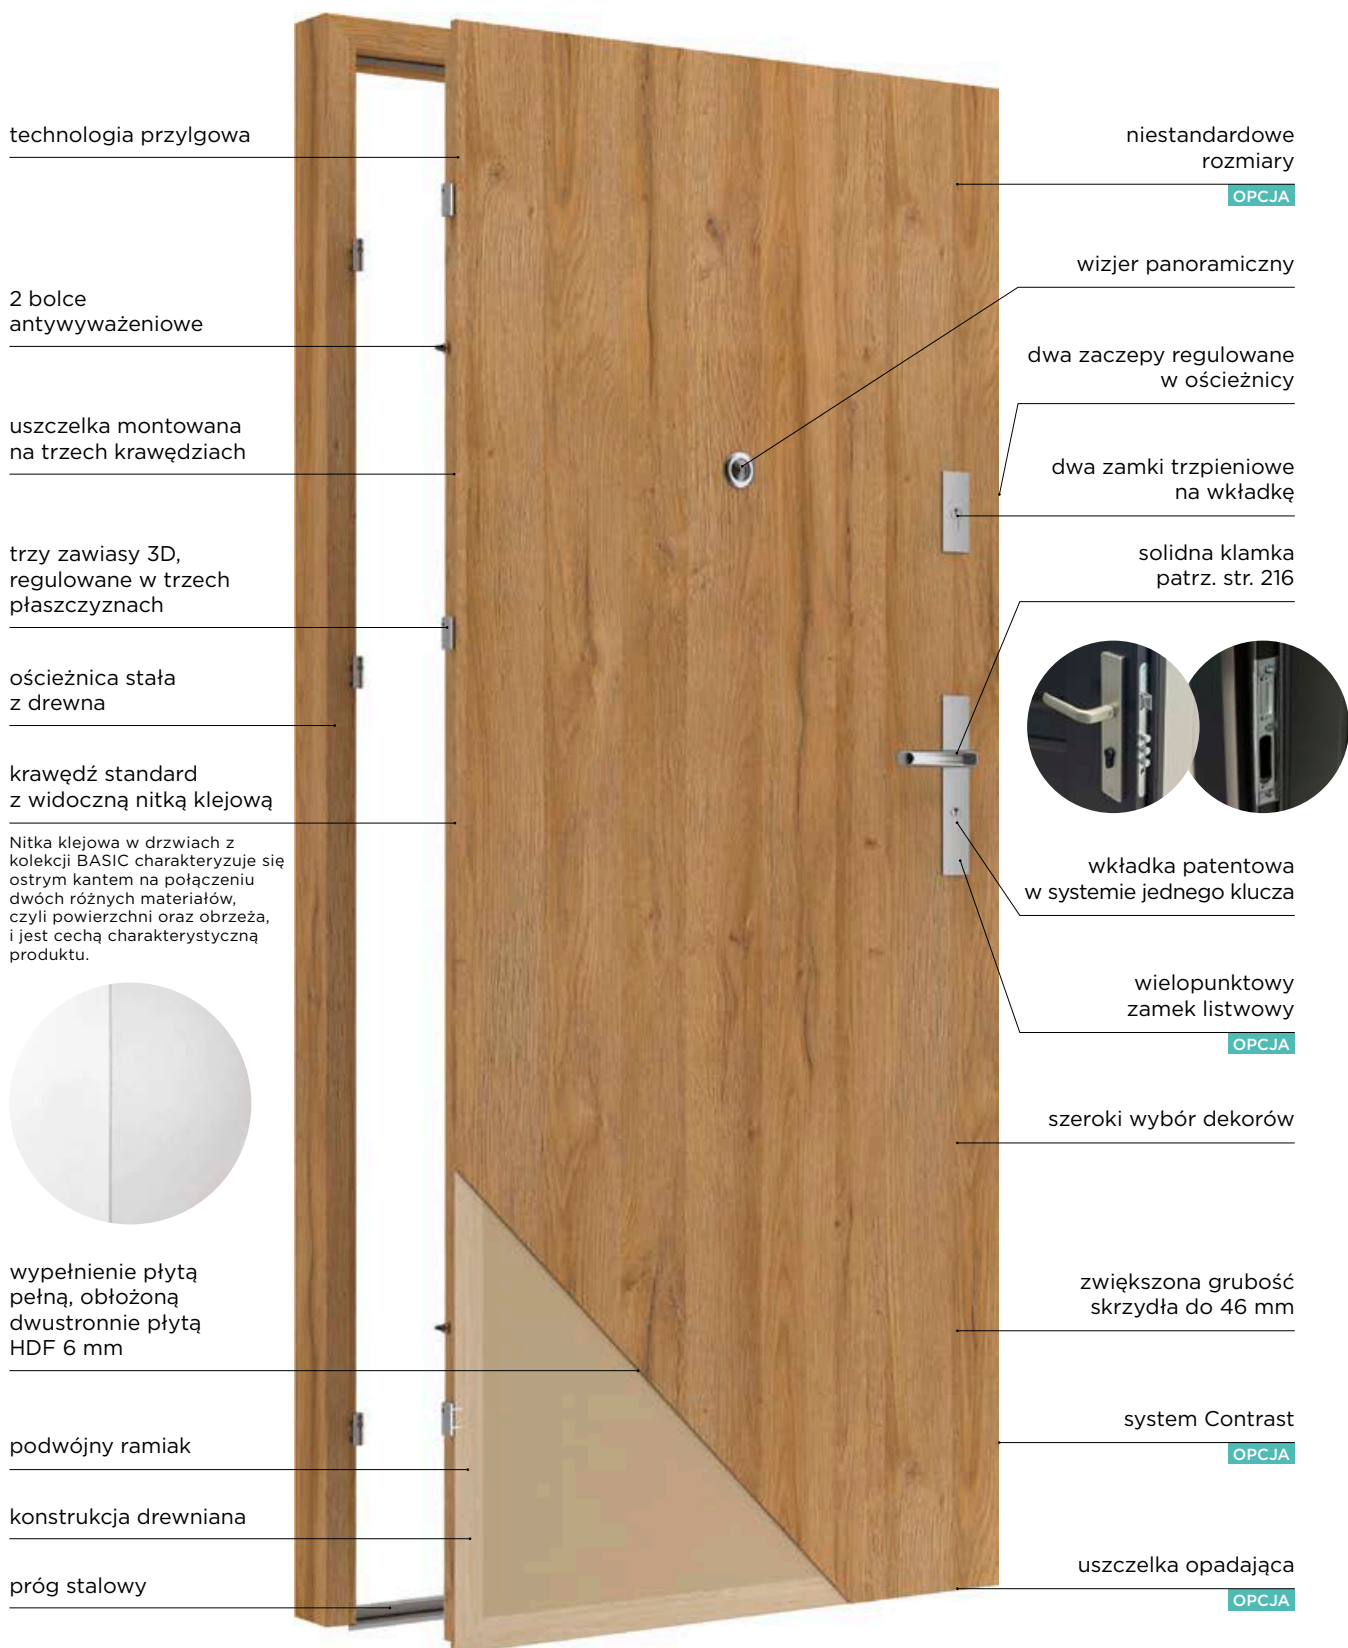 technologia przylgowa
2 bolce
antywyważeniowe
uszczelka montowana
na trzech krawędziach
trzy zawiasy 3D,
regulowane w trzech
płaszczyznach
ościeżnica stała
z drewna
krawędź standard
z widoczną nitką klejową
Nitka klejowa w drzwiach z
kolekcji BASIC charakteryzuje się
ostrym kantem na połączeniu
dwóch różnych materiałów,
czyli powierzchni oraz obrzeża,
i jest cechą charakterystyczną
produktu.
wypełnienie płytą
pełną, obłożoną
dwustronnie płytą
HDF 6 mm
podwójny ramiak
konstrukcja drewniana
próg stalowy
niestandardowe
rozmiary
OPCJA
wizjer panoramiczny
dwa zaczepy regulowane
w ościeżnicy
dwa zamki trzpieniowe
na wkładkę
solidna klamka
patrz. str. 216
wkładka patentowa
w systemie jednego klucza
wielopunktowy
zamek listwowy
OPCJA
szeroki wybór dekorów
zwiększona grubość
skrzydła do 46 mm
system Contrast
OPCJA
uszczelka opadająca
OPCJA